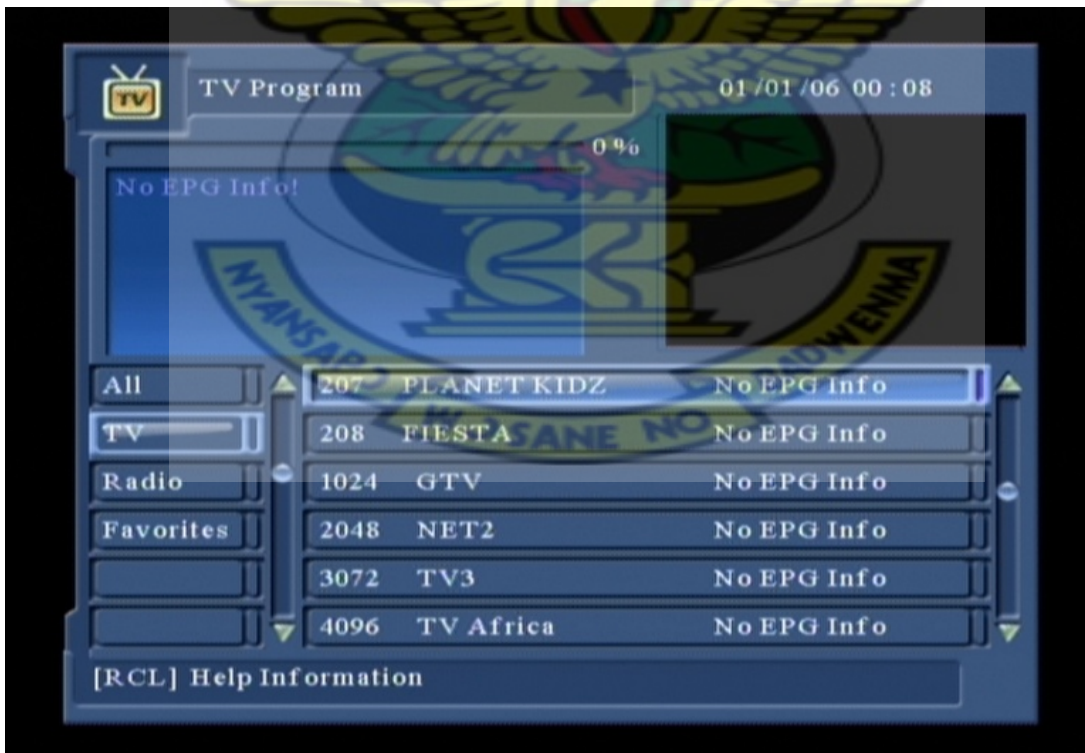 TV
TV Program
01/01/06 00:08
0%
No EPG Info!
NYANSAPO WOASANE NO BADWENMA
All
TV
Radio
Favorites
207 PLANET KIDZ No EPG Info
208 FIESTA No EPG Info
1024 GTV No EPG Info
2048 NET2 No EPG Info
3072 TV3 No EPG Info
4096 TV Africa No EPG Info
[RCL] Help Information